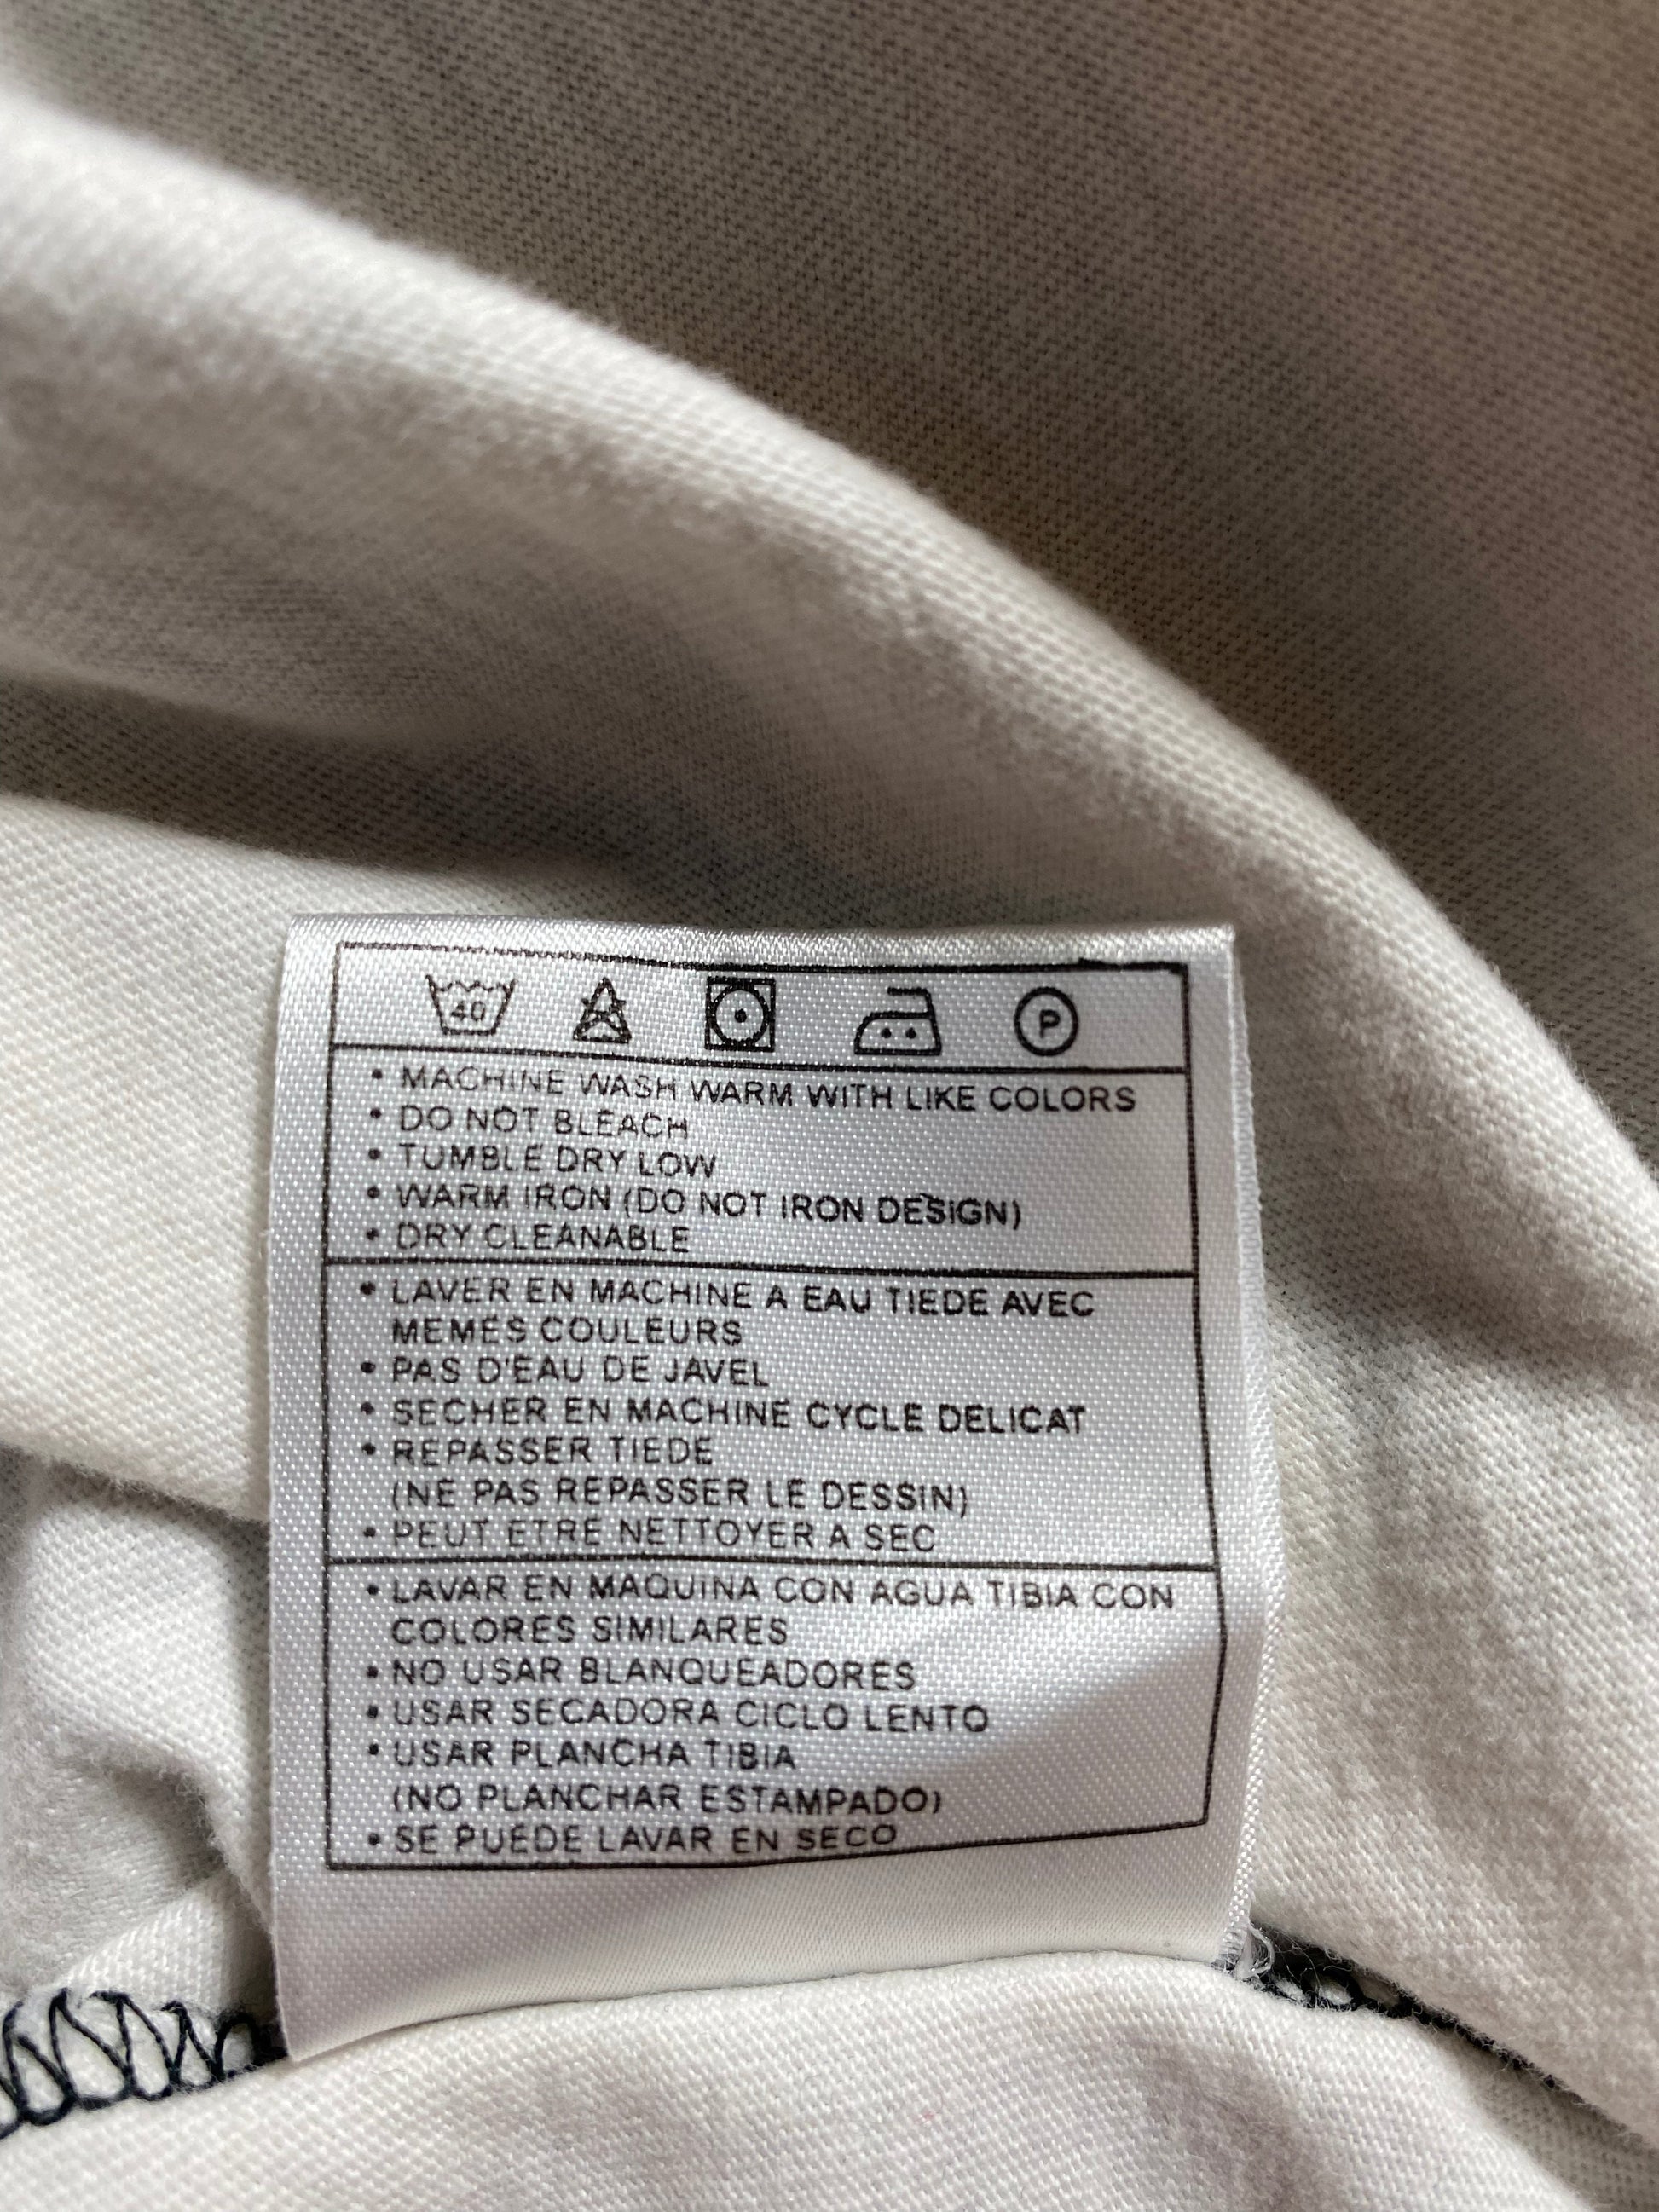 40 P
• MACHINE WASH WARM WITH LIKE COLORS
• DO NOT BLEACH
• TUMBLE DRY LOW
• WARM IRON (DO NOT IRON DESIGN)
• DRY CLEANABLE
• LAVER EN MACHINE A EAU TIEDE AVEC
MEMES COULEURS
• PAS D'EAU DE JAVEL
• SECHER EN MACHINE CYCLE DELICAT
• REPASSER TIEDE
(NE PAS REPASSER LE DESSIN)
• PEUT ETRE NETTOYER A SEC
• LAVAR EN MAQUINA CON AGUA TIBIA CON
COLORES SIMILARES
• NO USAR BLANQUEADORES
• USAR SECADORA CICLO LENTO
• USAR PLANCHA TIBIA
(NO PLANCHAR ESTAMPADO)
• SE PUEDE LAVAR EN SECO